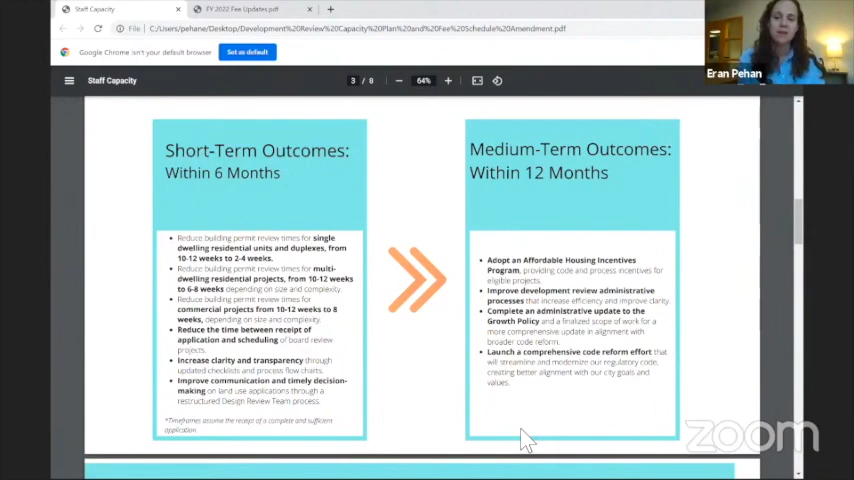 Staff Capacity
FY 2022 Fee Updates.pdf
File
C:/Users/pehane/Desktop/Development%20Review%20Capacity%20Plan%20and%20Fee%20Schedule%20Amendment.pdf
Google Chrome isn't your default browser
Set as default
Eran Pehan
Staff Capacity
3 / 8
64%
Short-Term Outcomes:
Within 6 Months
Reduce building permit review times for single
dwelling residential units and duplexes, from
10-12 weeks to 2-4 weeks.
Reduce building permit review times for multi-
dwelling residential projects, from 10-12 weeks
to 6-8 weeks depending on size and complexity.
Reduce building permit review times for
commercial projects from 10-12 weeks to 8
weeks, depending on size and complexity.
Reduce the time between receipt of
application and scheduling of board review
projects.
Increase clarity and transparency through
updated checklists and process flow charts.
Improve communication and timely decision-
making on land use applications through a
restructured Design Review Team process.
*Timeframes assume the receipt of a complete and sufficient
application.
Medium-Term Outcomes:
Within 12 Months
Adopt an Affordable Housing Incentives
Program, providing code and process incentives for
eligible projects.
Improve development review administrative
processes that increase efficiency and improve clarity.
Complete an administrative update to the
Growth Policy and a finalized scope of work for a
more comprehensive update in alignment with
broader code reform.
Launch a comprehensive code reform effort that
will streamline and modernize our regulatory code,
creating better alignment with our city goals and
values.
zoom